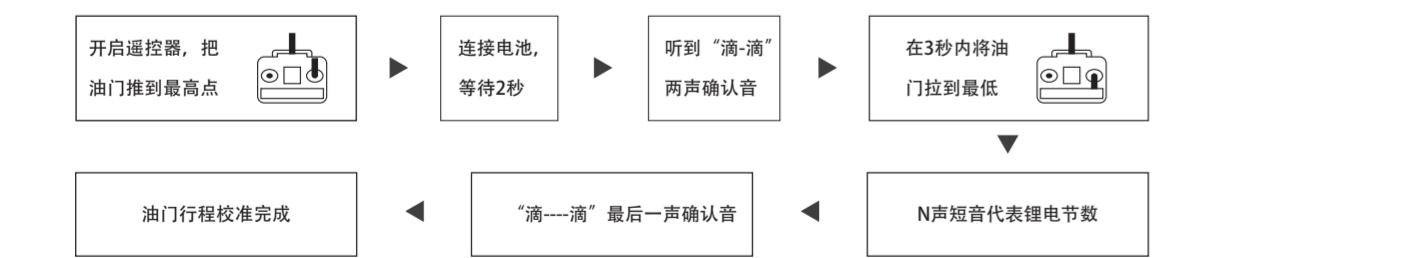 开启遥控器，把
油门推到最高点
连接电池，
等待2秒
听到“滴-滴”
两声确认音
在3秒内将油
门拉到最低
N声短音代表锂电节数
“滴----滴”最后一声确认音
油门行程校准完成